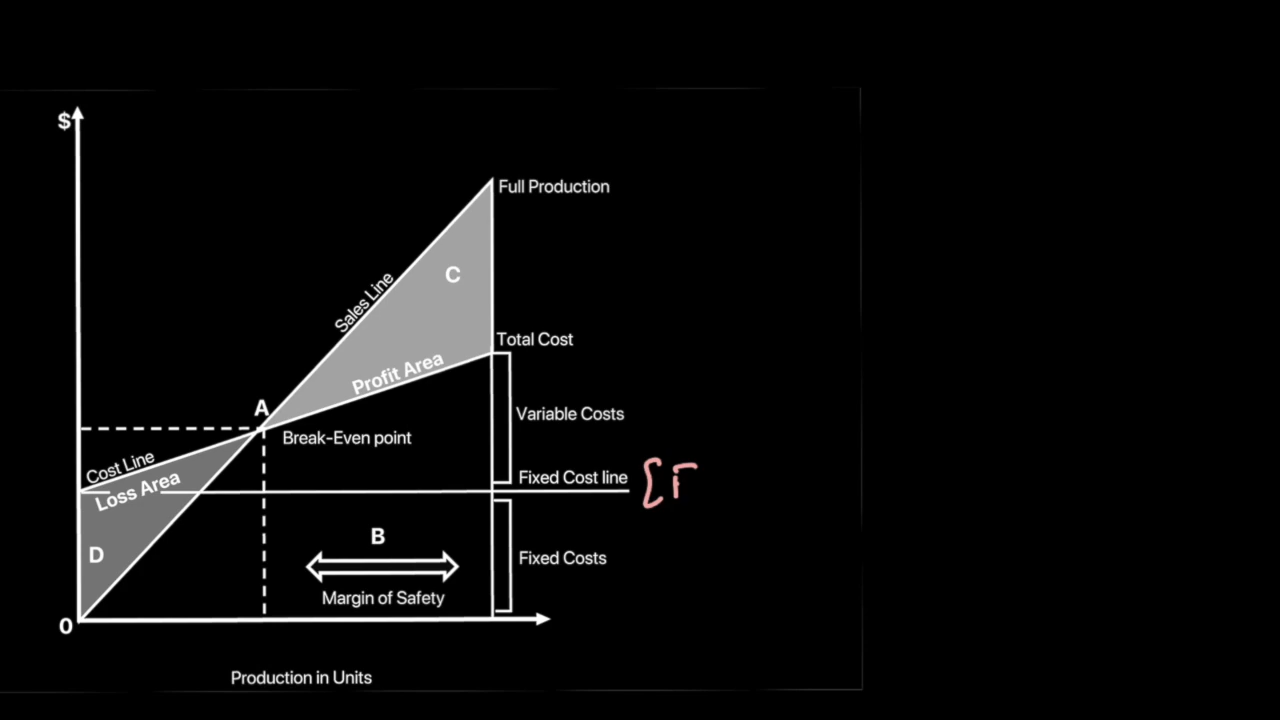 $
Full Production
C
Sales Line
Total Cost
Profit Area
A
Variable Costs
Break-Even point
Cost Line
Fixed Cost line
Loss Area
B
D
Fixed Costs
Margin of Safety
0
Production in Units